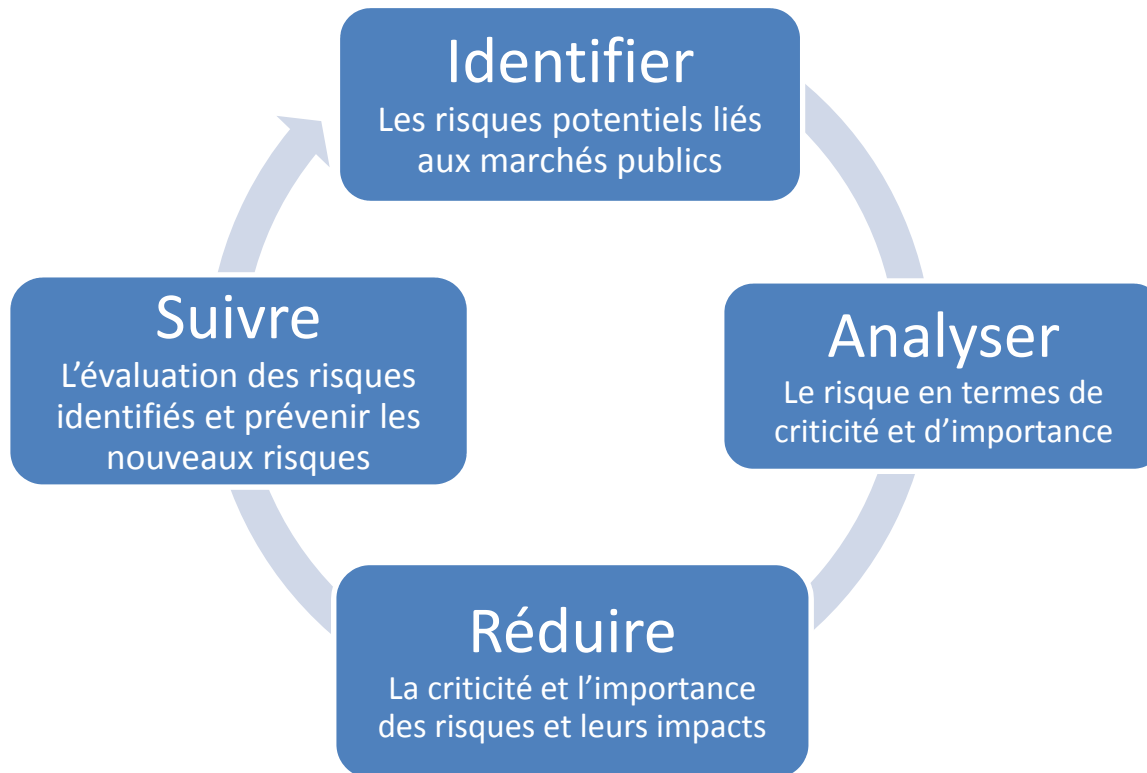 Identifier
Les risques potentiels liés
aux marchés publics
Analyser
Le risque en termes de
criticité et d’importance
Réduire
La criticité et l’importance
des risques et leurs impacts
Suivre
L’évaluation des risques
identifiés et prévenir les
nouveaux risques